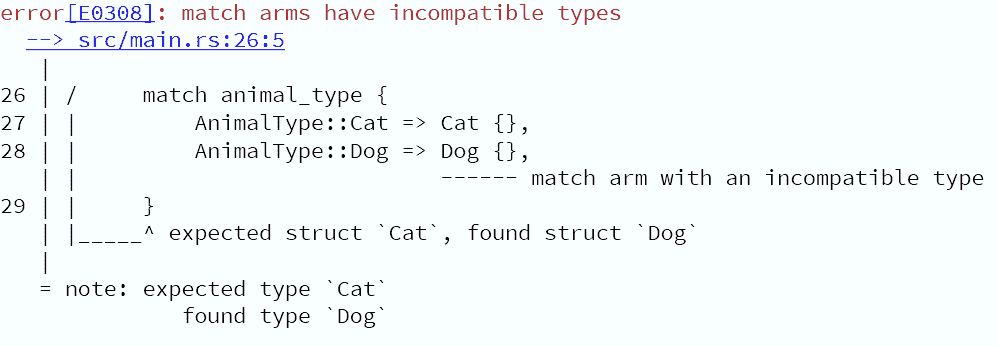 error[E0308]: match arms have incompatible types
  --> src/main.rs:26:5
   |
26 | /     match animal_type {
27 | |         AnimalType::Cat => Cat {},
28 | |         AnimalType::Dog => Dog {},
   | |                            ------ match arm with an incompatible type
29 | |     }
   | |_____^ expected struct `Cat`, found struct `Dog`
   |
   = note: expected type `Cat`
              found type `Dog`